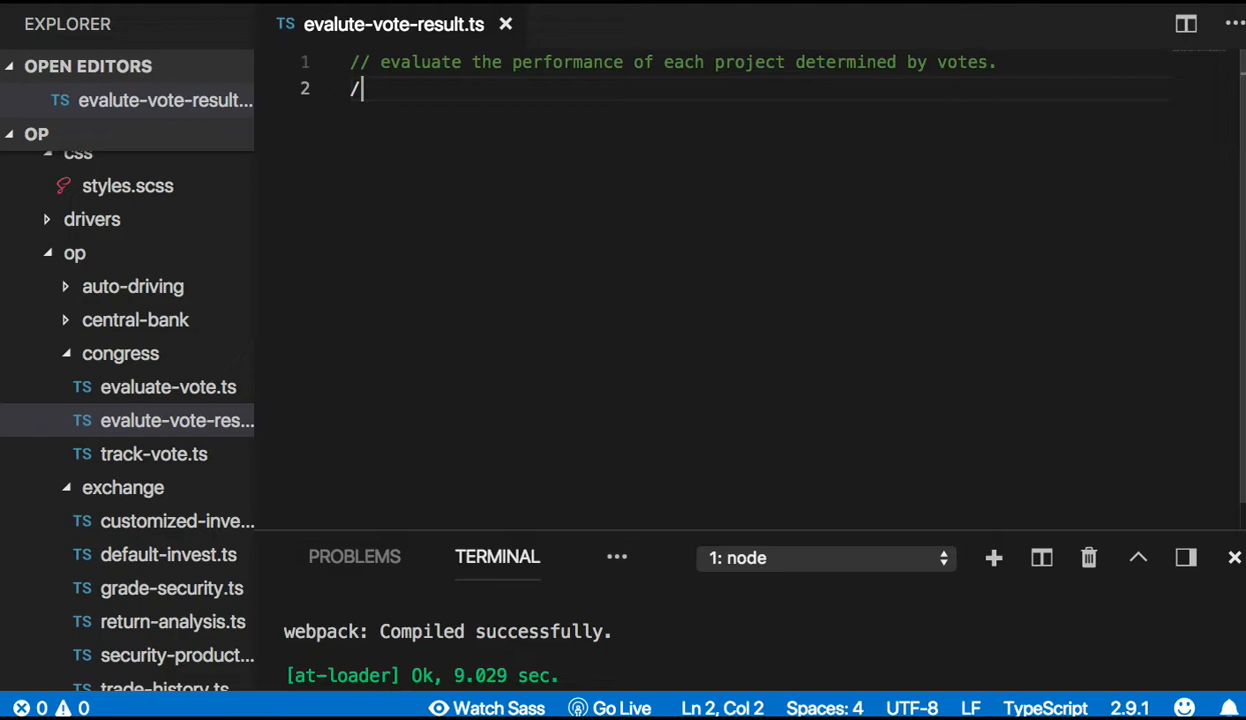 EXPLORER
TS evalute-vote-result.ts
OPEN EDITORS
TS evalute-vote-result...
OP
css
styles.scss
drivers
op
auto-driving
central-bank
congress
TS evaluate-vote.ts
TS evalute-vote-res...
TS track-vote.ts
exchange
TS customized-inve...
TS default-invest.ts
TS grade-security.ts
TS return-analysis.ts
TS security-product...
trade-history.ts
1 // evaluate the performance of each project determined by votes.
2 /
PROBLEMS TERMINAL ... 1: node
webpack: Compiled successfully.
[at-loader] Ok, 9.029 sec.
0 0 Watch Sass Go Live Ln 2, Col 2 Spaces: 4 UTF-8 LF TypeScript 2.9.1